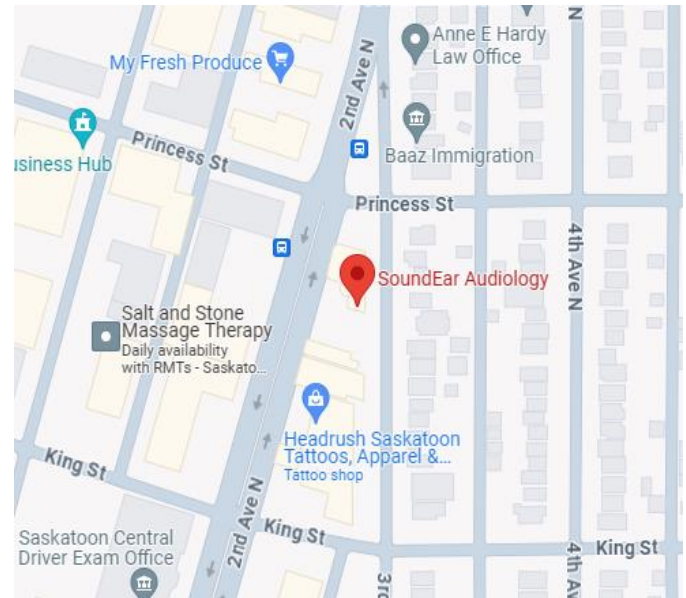 Anne E Hardy
Law Office
My Fresh Produce
2nd Ave N
N
usiness Hub
Princess St
Baaz Immigration
Princess St
4th Ave N
SoundEar Audiology
Salt and Stone
Massage Therapy
Daily availability
with RMTs - Saskato...
Headrush Saskatoon
Tattoos, Apparel &...
Tattoo shop
King St
2nd Ave N
King St
King St
Saskatoon Central
Driver Exam Office
3rd
4th Av